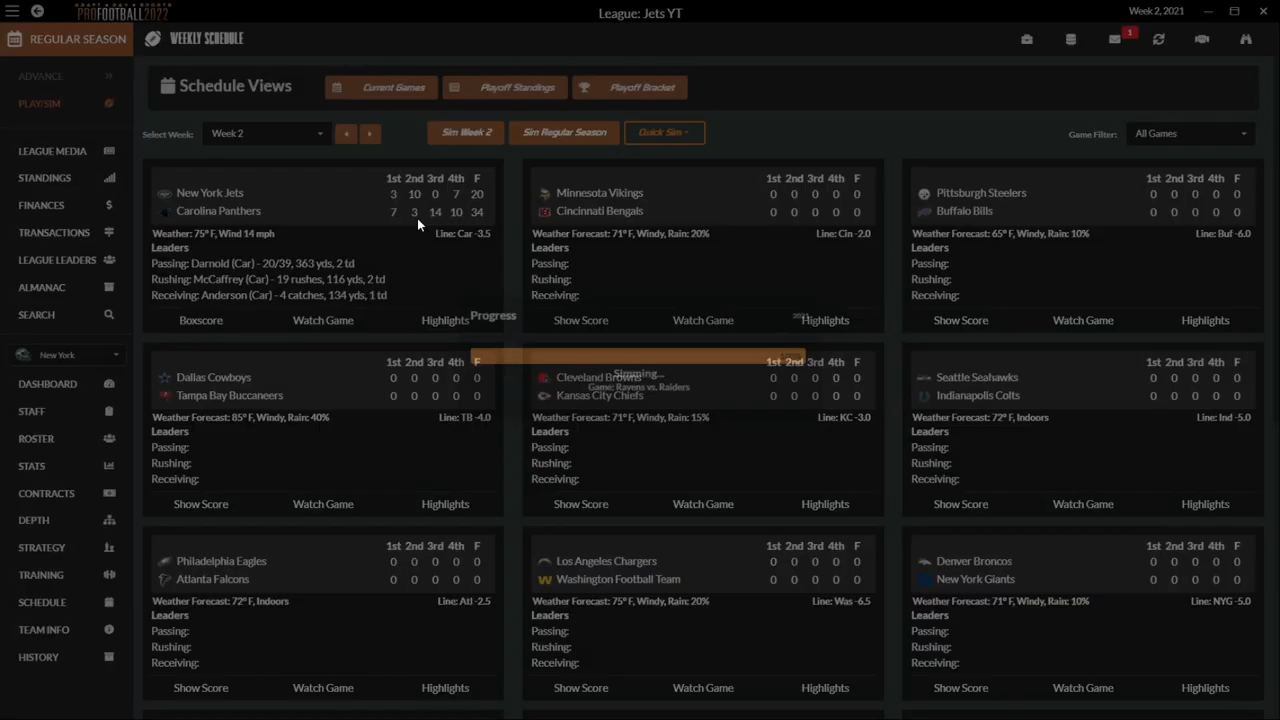 DRAFT DAY SPORTS
PROFOOTBALL2022
League: Jets YT
Week 2, 2021
REGULAR SEASON
WEEKLY SCHEDULE
1
ADVANCE
PLAY/SIM
LEAGUE MEDIA
STANDINGS
FINANCES
TRANSACTIONS
LEAGUE LEADERS
ALMANAC
SEARCH
New York
DASHBOARD
STAFF
ROSTER
STATS
CONTRACTS
DEPTH
STRATEGY
TRAINING
SCHEDULE
TEAM INFO
HISTORY
Schedule Views
Current Games
Playoff Standings
Playoff Bracket
Select Week:
Week 2
Sim Week 2
Sim Regular Season
Quick Sim
Game Filter:
All Games
1st 2nd 3rd 4th F
New York Jets 3 10 0 7 20
Carolina Panthers 7 3 14 10 34
Weather: 75° F, Wind 14 mph Line: Car -3.5
Leaders
Passing: Darnold (Car) - 20/39, 363 yds, 2 td
Rushing: McCaffrey (Car) - 19 rushes, 116 yds, 2 td
Receiving: Anderson (Car) - 4 catches, 134 yds, 1 td
Boxscore Watch Game Highlights
1st 2nd 3rd 4th F
Minnesota Vikings 0 0 0 0 0
Cincinnati Bengals 0 0 0 0 0
Weather Forecast: 71° F, Windy, Rain: 20% Line: Cin -2.0
Leaders
Passing:
Rushing:
Receiving:
Show Score Watch Game Highlights
1st 2nd 3rd 4th F
Pittsburgh Steelers 0 0 0 0 0
Buffalo Bills 0 0 0 0 0
Weather Forecast: 65° F, Windy, Rain: 10% Line: Buf -6.0
Leaders
Passing:
Rushing:
Receiving:
Show Score Watch Game Highlights
Progress
Simming...
Game: Ravens vs. Raiders
1st 2nd 3rd 4th F
Dallas Cowboys 0 0 0 0 0
Tampa Bay Buccaneers 0 0 0 0 0
Weather Forecast: 85° F, Windy, Rain: 40% Line: TB -4.0
Leaders
Passing:
Rushing:
Receiving:
Show Score Watch Game Highlights
1st 2nd 3rd 4th F
Cleveland Browns 0 0 0 0 0
Kansas City Chiefs 0 0 0 0 0
Weather Forecast: 71° F, Windy, Rain: 15% Line: KC -3.0
Leaders
Passing:
Rushing:
Receiving:
Show Score Watch Game Highlights
1st 2nd 3rd 4th F
Seattle Seahawks 0 0 0 0 0
Indianapolis Colts 0 0 0 0 0
Weather Forecast: 72° F, Indoors Line: Ind -5.0
Leaders
Passing:
Rushing:
Receiving:
Show Score Watch Game Highlights
1st 2nd 3rd 4th F
Philadelphia Eagles 0 0 0 0 0
Atlanta Falcons 0 0 0 0 0
Weather Forecast: 72° F, Indoors Line: Atl -2.5
Leaders
Passing:
Rushing:
Receiving:
Show Score Watch Game Highlights
1st 2nd 3rd 4th F
Los Angeles Chargers 0 0 0 0 0
Washington Football Team 0 0 0 0 0
Weather Forecast: 75° F, Windy, Rain: 20% Line: Was -6.5
Leaders
Passing:
Rushing:
Receiving:
Show Score Watch Game Highlights
1st 2nd 3rd 4th F
Denver Broncos 0 0 0 0 0
New York Giants 0 0 0 0 0
Weather Forecast: 71° F, Windy, Rain: 10% Line: NYG -5.0
Leaders
Passing:
Rushing:
Receiving:
Show Score Watch Game Highlights